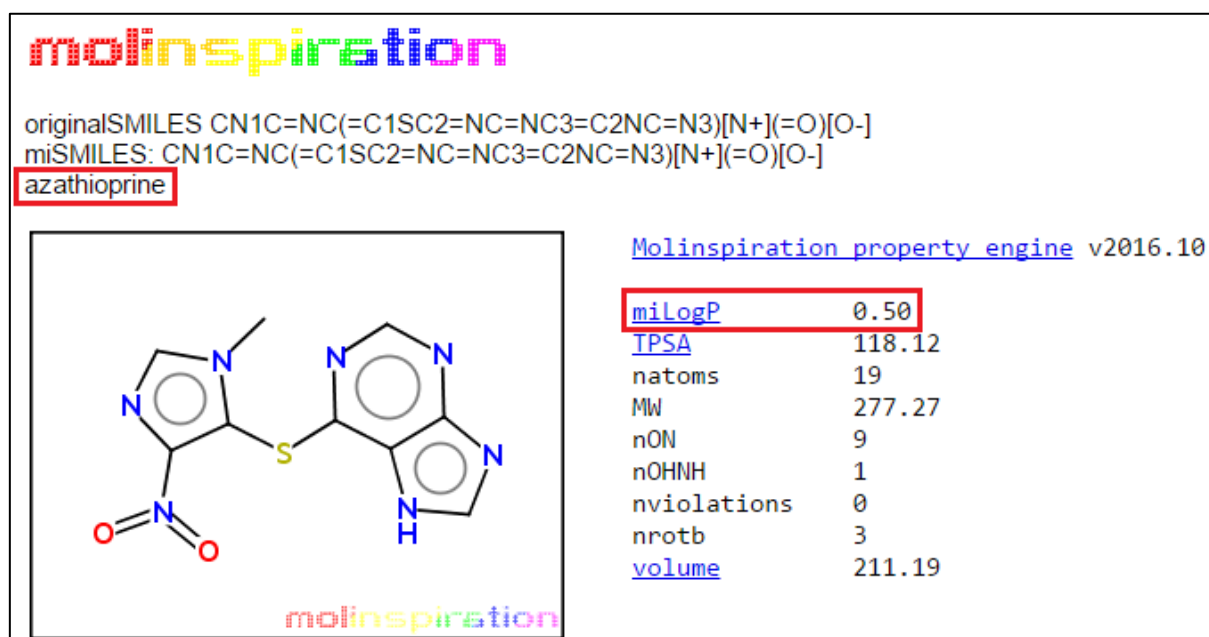 molinspiration
originalSMILES CN1C=NC(=C1SC2=NC=NC3=C2NC=N3)[N+](=O)[O-]
miSMILES: CN1C=NC(=C1SC2=NC=NC3=C2NC=N3)[N+](=O)[O-]
azathioprine
Molinspiration property engine v2016.10
miLogP 0.50
TPSA 118.12
natoms 19
MW 277.27
nON 9
nOHNH 1
nviolations 0
nrotb 3
volume 211.19
N N N
N N
S
N N
H
O O
molinspiration